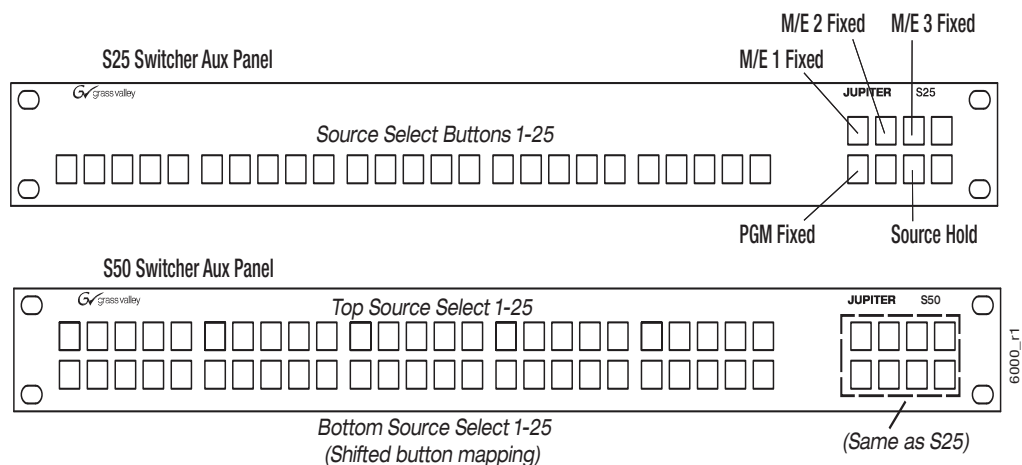 M/E 2 Fixed
M/E 1 Fixed
M/E 3 Fixed
S25 Switcher Aux Panel
grass valley
JUPITER S25
Source Select Buttons 1-25
PGM Fixed
Source Hold
S50 Switcher Aux Panel
grass valley
JUPITER S50
Top Source Select 1-25
Bottom Source Select 1-25
(Shifted button mapping)
(Same as S25)
6000_r1